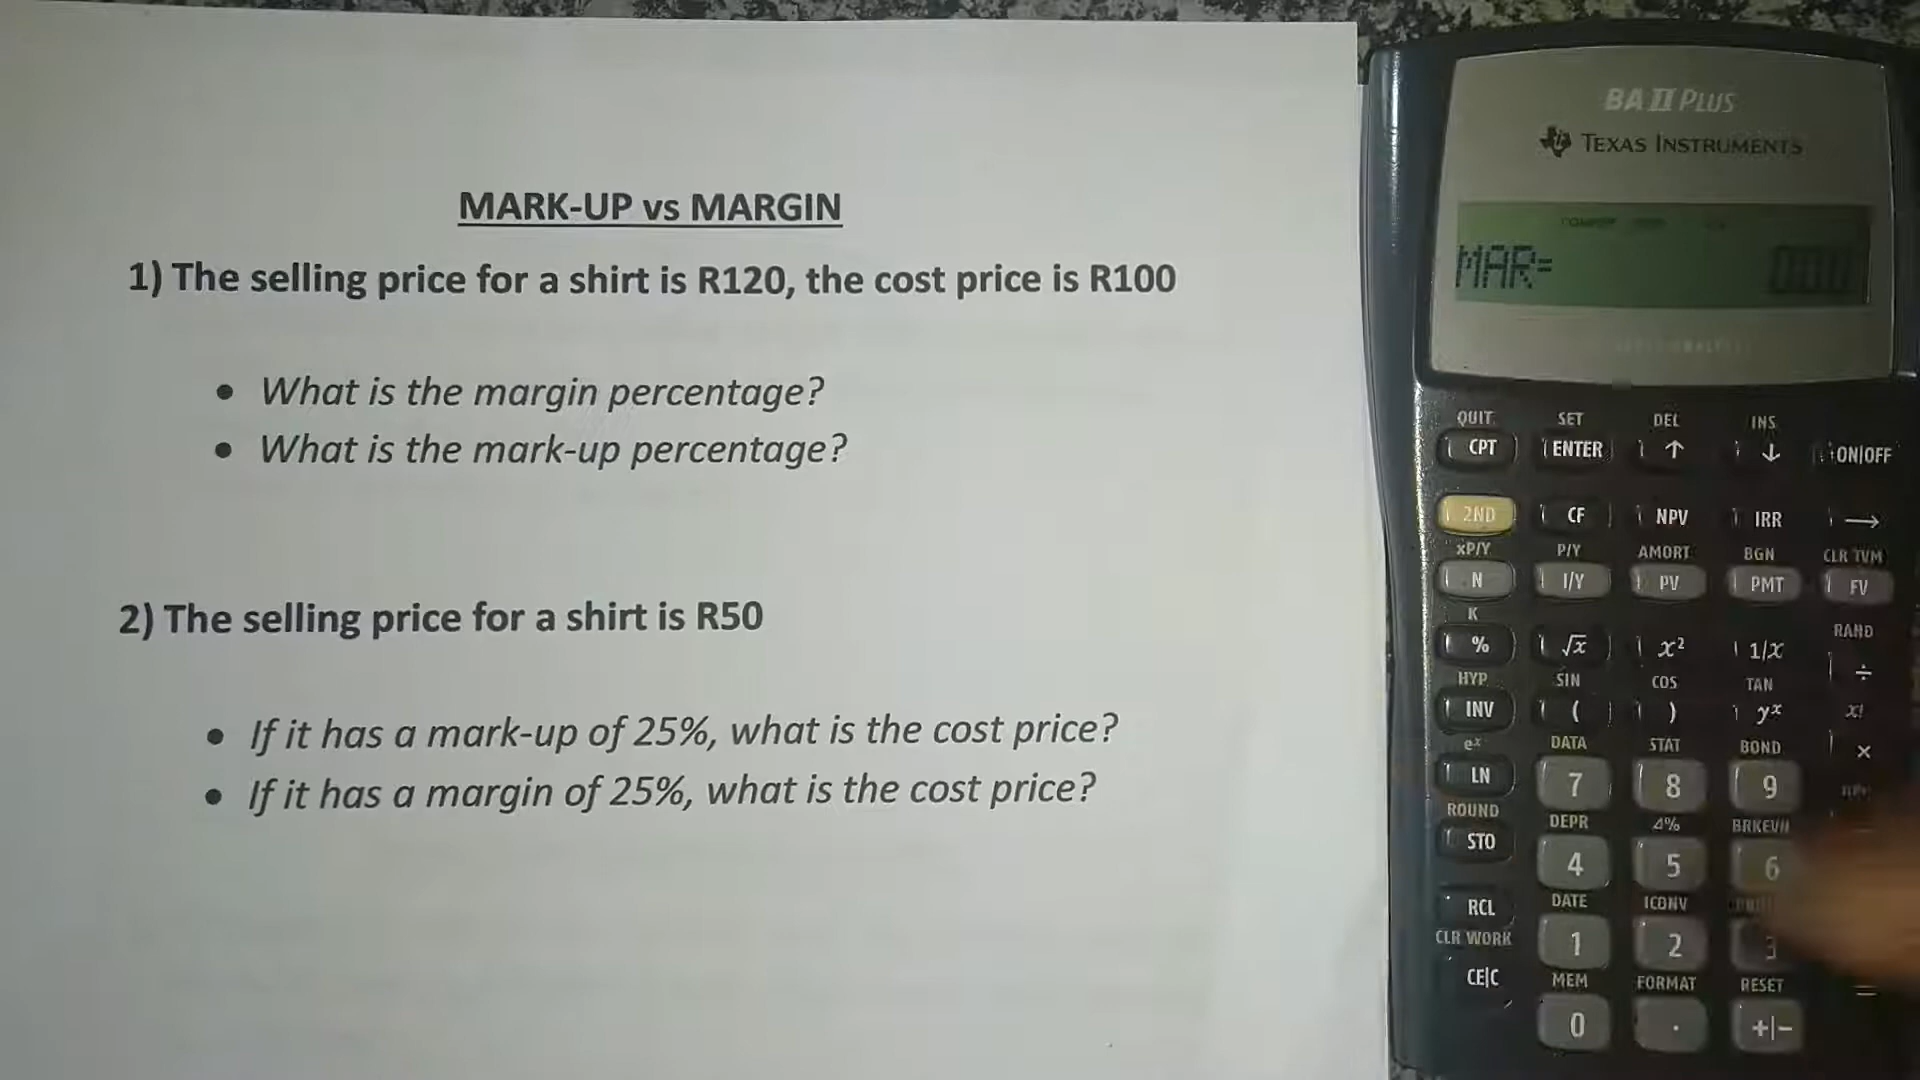 MARK-UP vs MARGIN
1) The selling price for a shirt is R120, the cost price is R100
• What is the margin percentage?
• What is the mark-up percentage?
2) The selling price for a shirt is R50
• If it has a mark-up of 25%, what is the cost price?
• If it has a margin of 25%, what is the cost price?
BA II PLUS
TEXAS INSTRUMENTS
MAR=
QUIT SET DEL INS
CPT ENTER ↑ ↓ ON|OFF
2ND CF NPV IRR →
xP/Y P/Y AMORT BGN CLR TVM
N I/Y PV PMT FV
K RAND
% √x x² 1/x ÷
HYP SIN COS TAN x!
INV ( ) yˣ ×
eˣ DATA STAT BOND
LN 7 8 9
ROUND DEPR Δ% BRKEVN
STO 4 5 6
DATE ICONV
RCL 1 2 3
CLR WORK MEM FORMAT RESET
CE|C 0 . +|− =